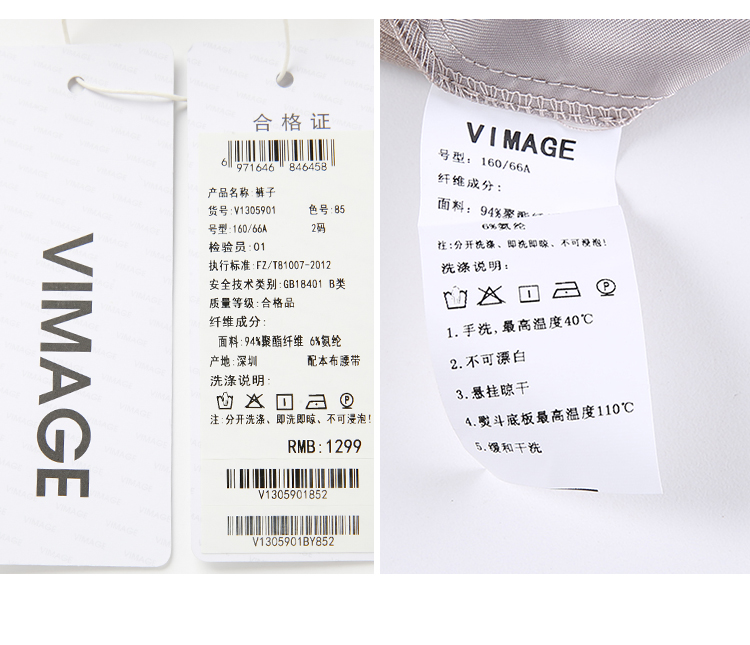 VIMAGE
合格证
6 971646 846458
产品名称:裤子
货号:V1305901 色号:85
号型:160/66A 2码
检验员:01
执行标准:FZ/T81007-2012
安全技术类别:GB18401 B类
质量等级:合格品
纤维成分:
面料:94%聚酯纤维 6%氨纶
产地:深圳 配本布腰带
洗涤说明:
注:分开洗涤、即洗即晾、不可浸泡!
RMB:1299
V1305901852
V1305901BY852
VIMAGE
号型:160/66A
纤维成分:
面料:94%聚酯纤
6%氨纶
注:分开洗涤、即洗即晾、不可浸泡!
洗涤说明:
1.手洗,最高温度40℃
2.不可漂白
3.悬挂晾干
4.熨斗底板最高温度110℃
5.缓和干洗